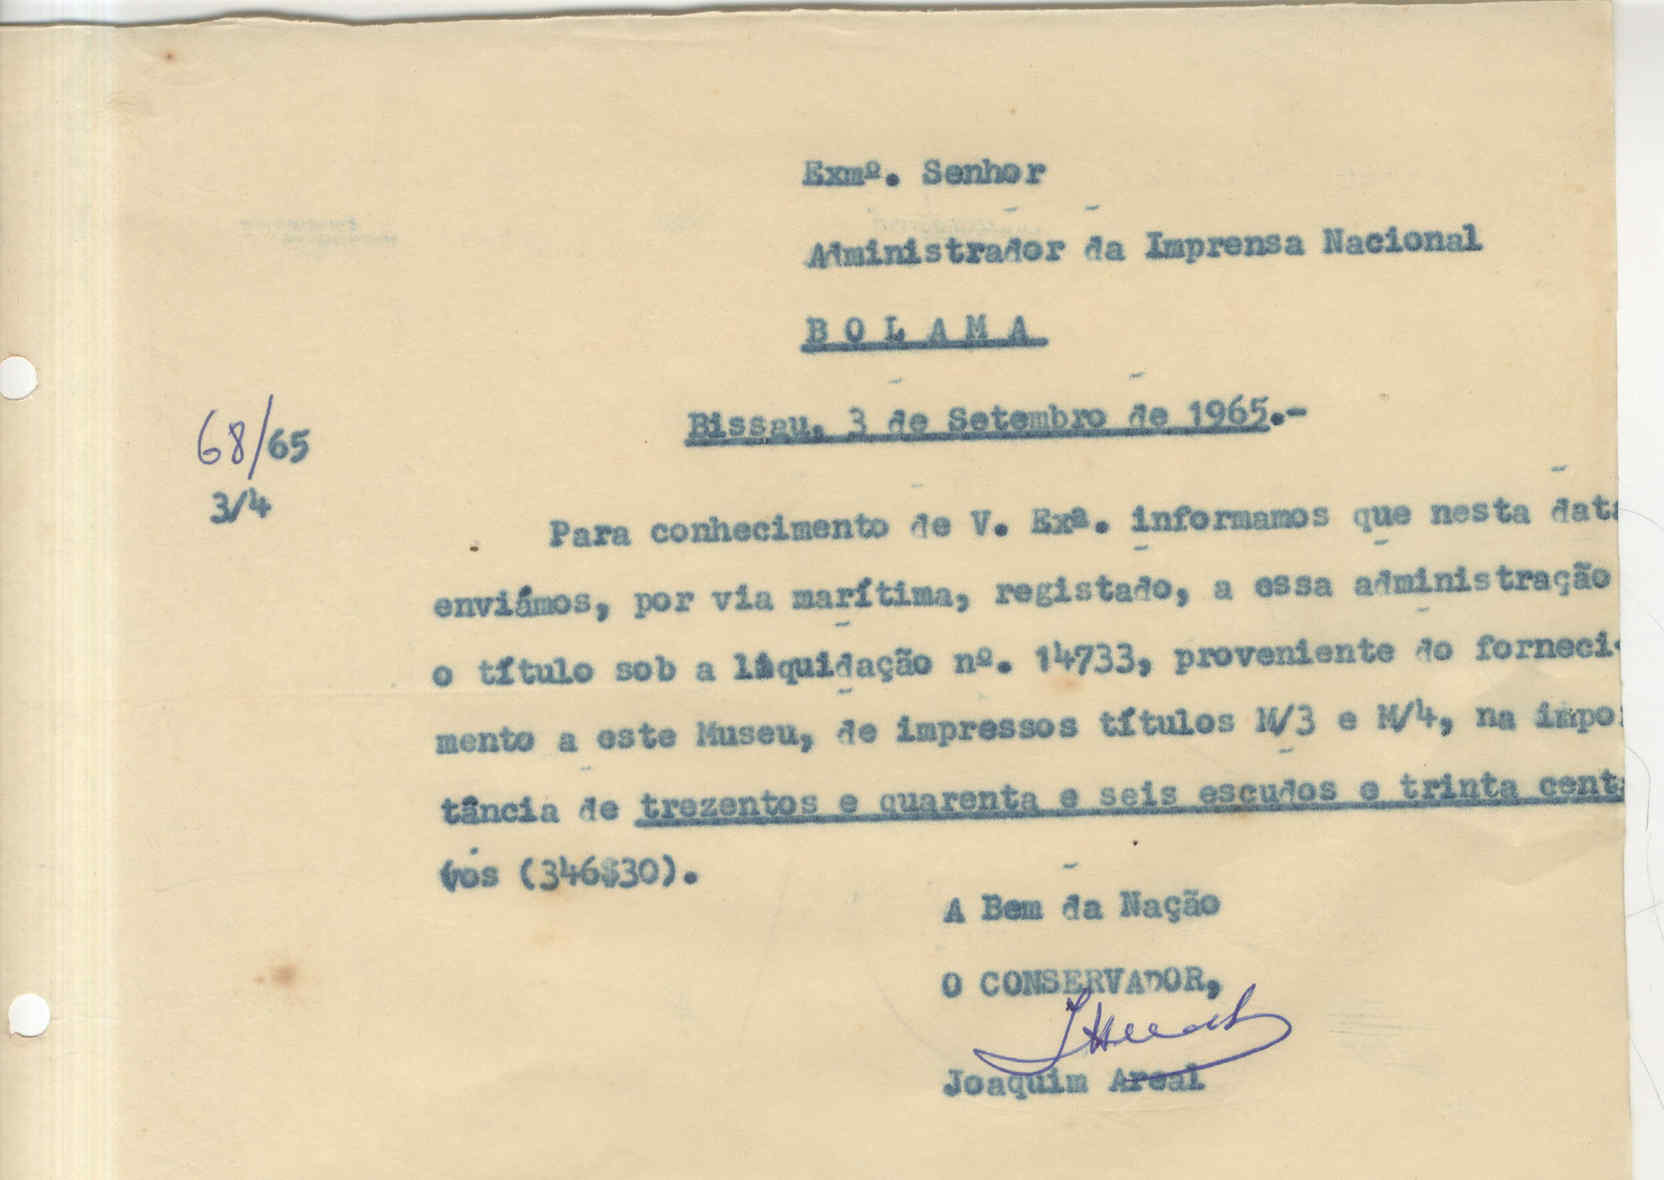 Exmº. Senhor
Administrador da Imprensa Nacional
B O L A M A
Bissau, 3 de Setembro de 1965.-
68/65
3/4
Para conhecimento de V. Exª. informamos que nesta data
enviámos, por via marítima, registado, a essa administração
o título sob a liquidação nº. 14733, proveniente do forneci-
mento a este Museu, de impressos títulos M/3 e M/4, na impor
tância de trezentos e quarenta e seis escudos e trinta centa
vos (346$30).
A Bem da Nação
O CONSERVADOR,
Joaquim Areal